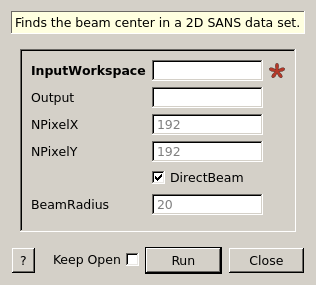 Finds the beam center in a 2D SANS data set.
InputWorkspace *
Output
NPixelX 192
NPixelY 192
DirectBeam
BeamRadius 20
? Keep Open Run Close